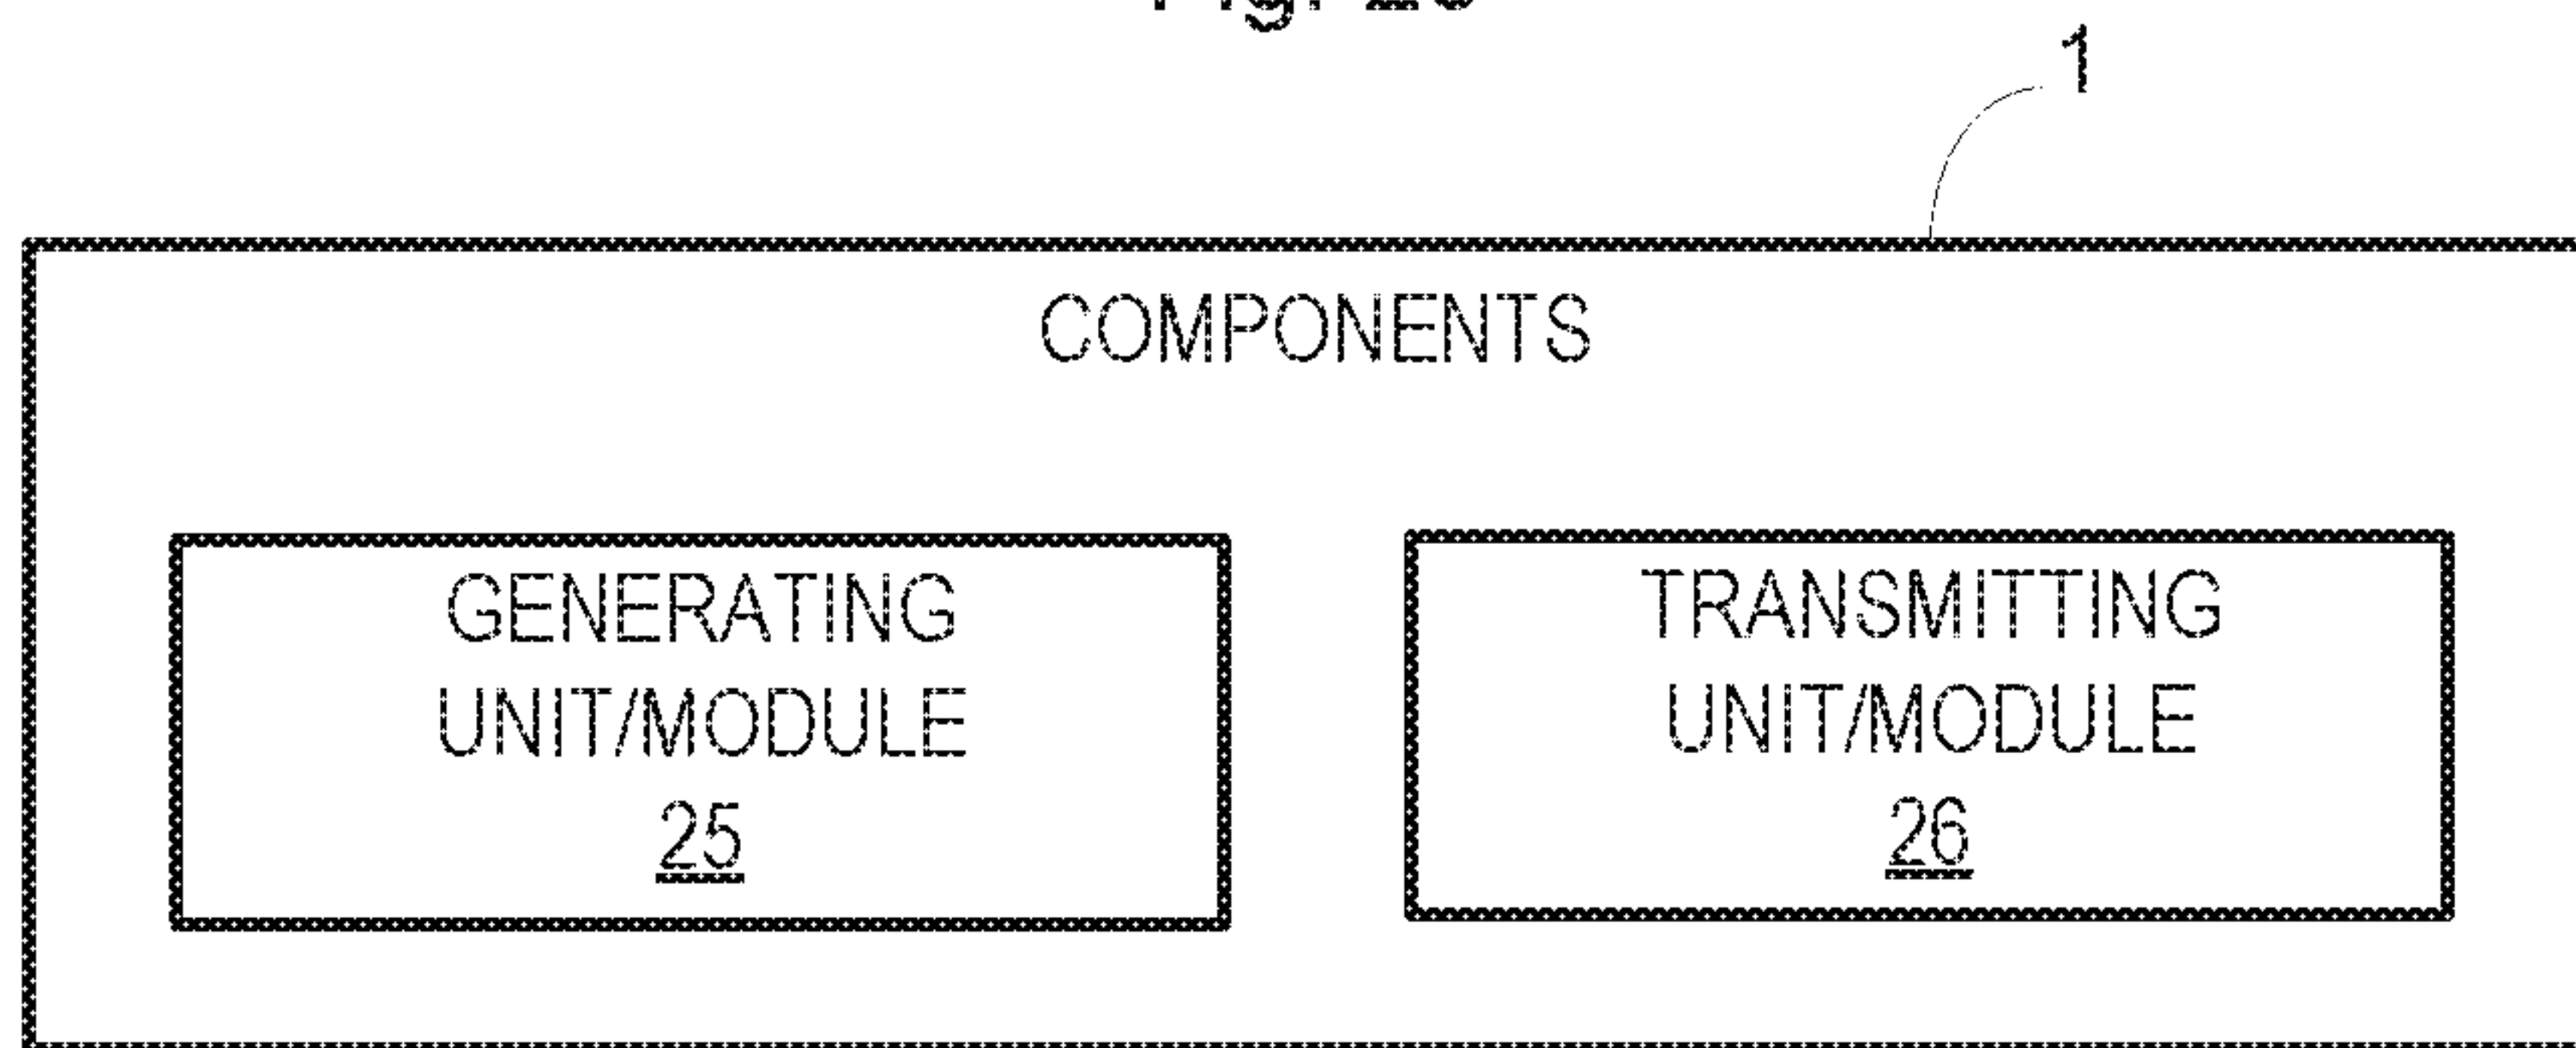 1
COMPONENTS
GENERATING
UNIT/MODULE
25
TRANSMITTING
UNIT/MODULE
26